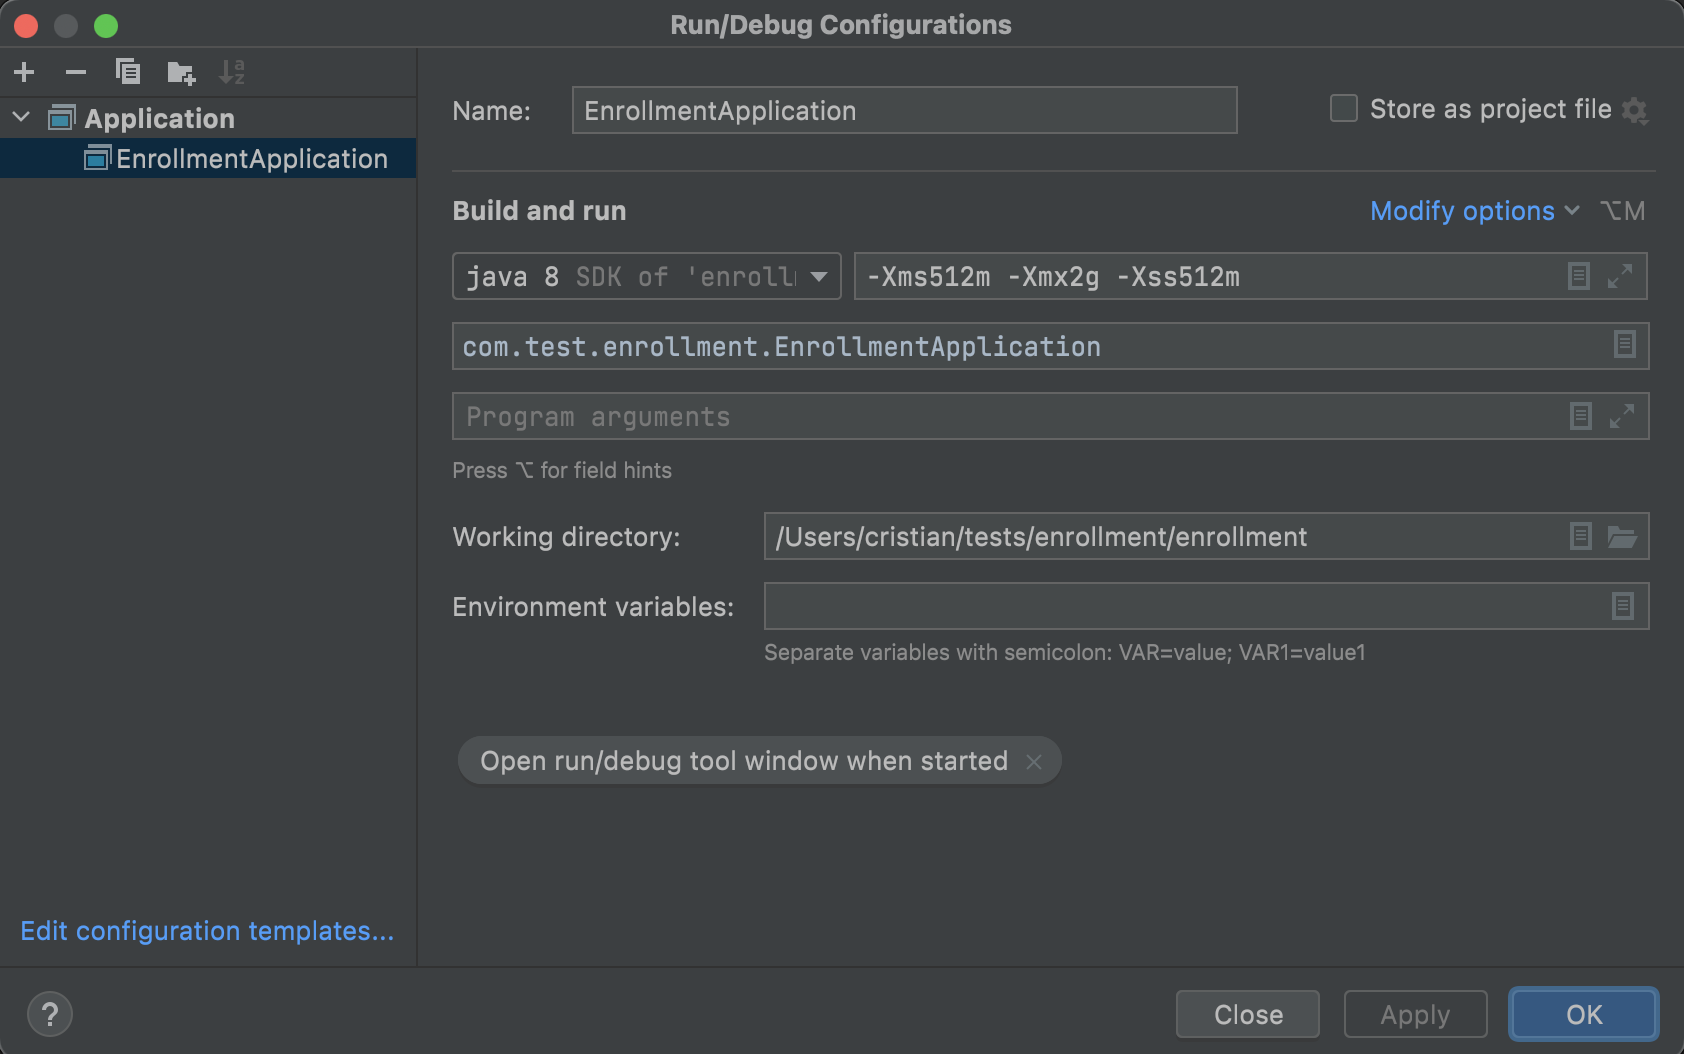 Run/Debug Configurations
Application
EnrollmentApplication
Edit configuration templates...
Name:
EnrollmentApplication
Store as project file
Build and run
Modify options ⌥M
java 8 SDK of 'enroll
-Xms512m -Xmx2g -Xss512m
com.test.enrollment.EnrollmentApplication
Program arguments
Press ⌥ for field hints
Working directory:
/Users/cristian/tests/enrollment/enrollment
Environment variables:
Separate variables with semicolon: VAR=value; VAR1=value1
Open run/debug tool window when started
?
Close
Apply
OK